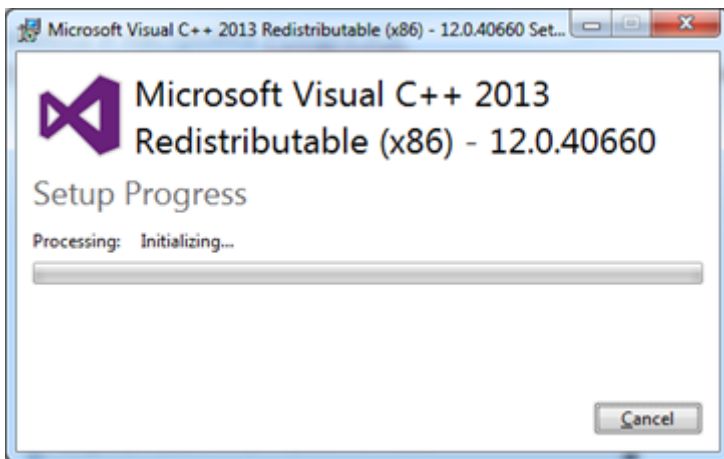 Microsoft Visual C++ 2013 Redistributable (x86) - 12.0.40660 Set...
Microsoft Visual C++ 2013
Redistributable (x86) - 12.0.40660
Setup Progress
Processing: Initializing...
Cancel